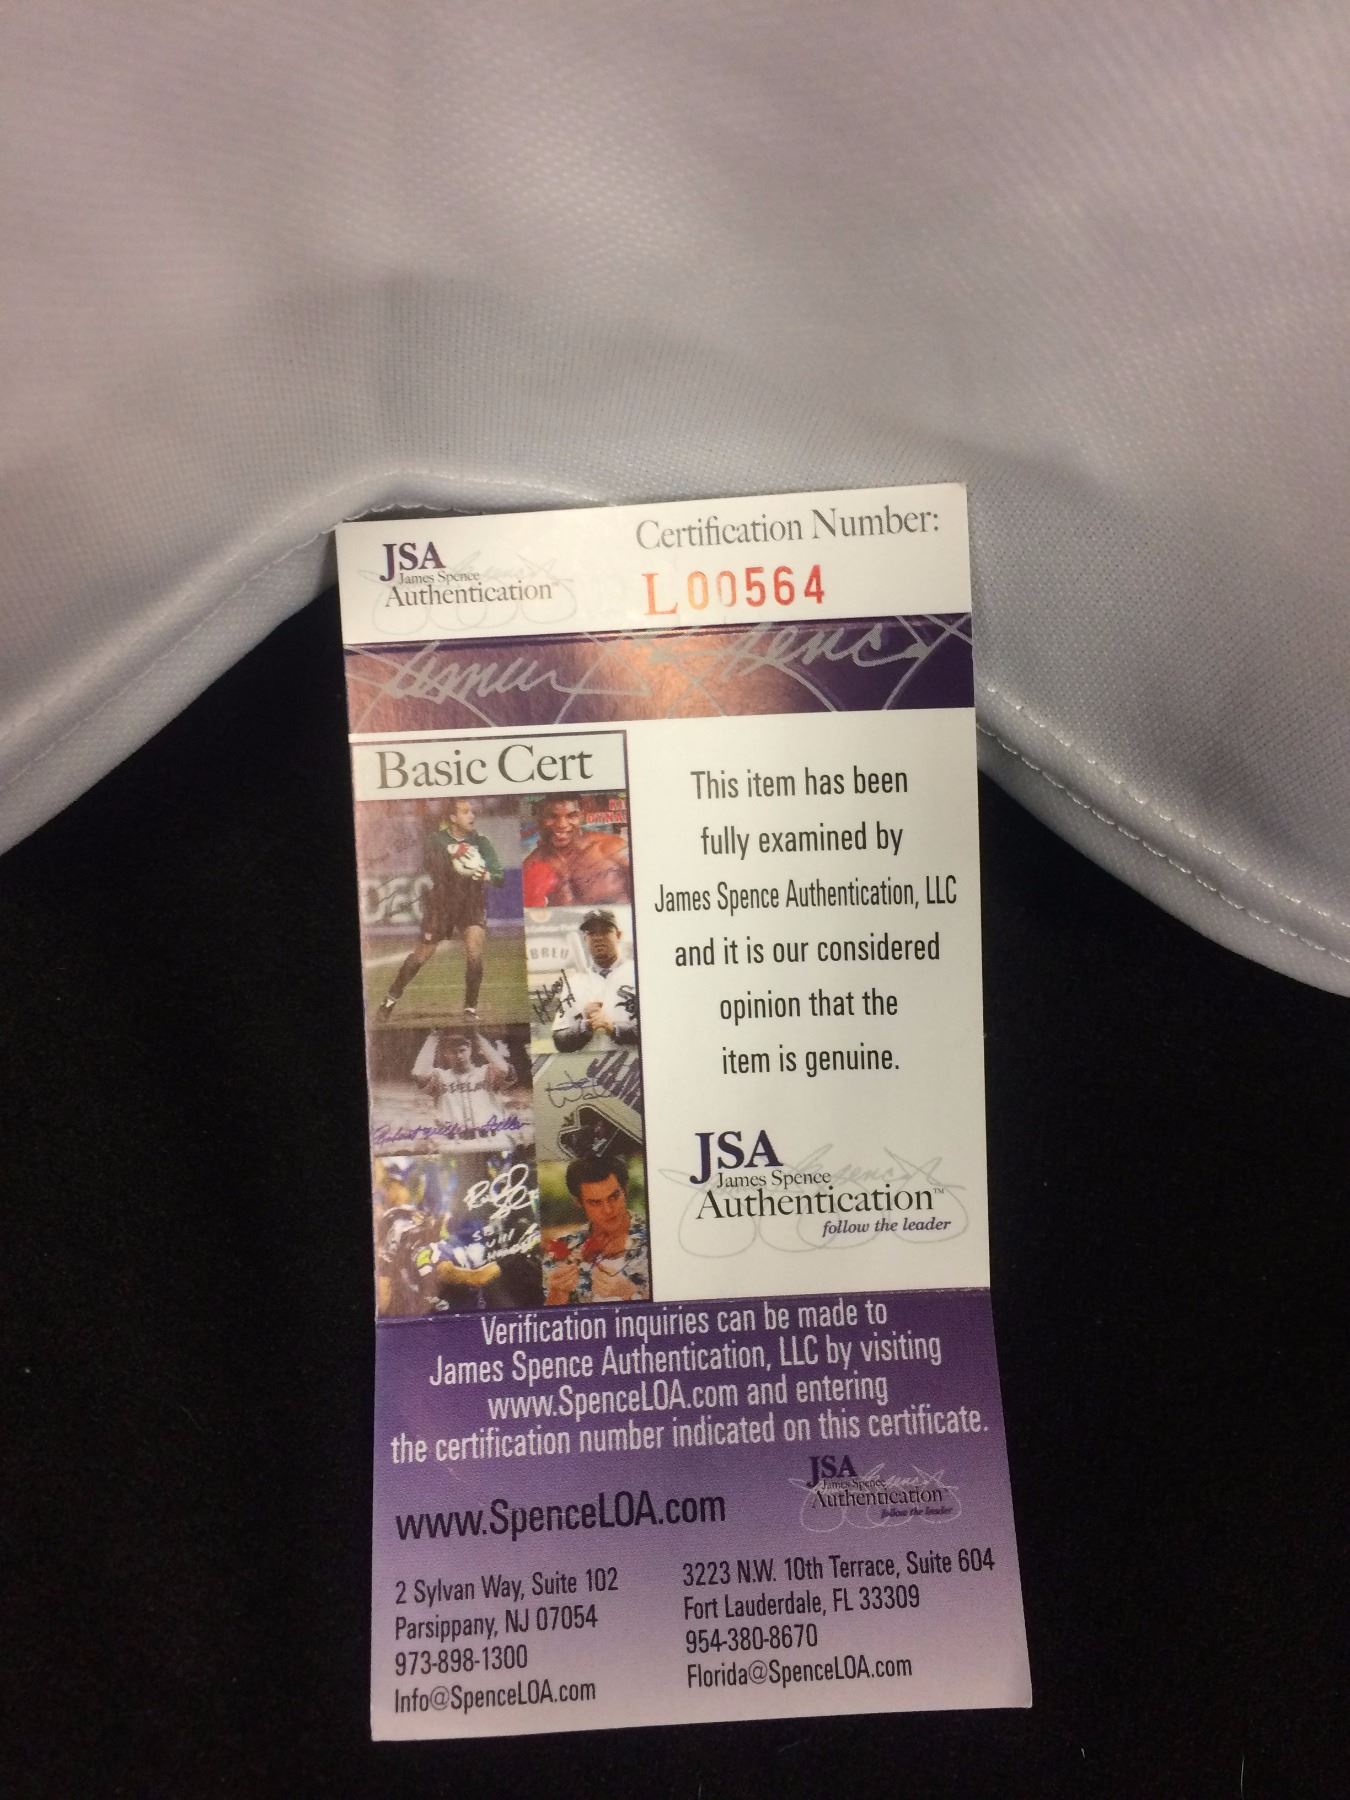 JSA
James Spence
Authentication™
Certification Number:
L00564
Basic Cert
This item has been
fully examined by
James Spence Authentication, LLC
and it is our considered
opinion that the
item is genuine.
JSA
James Spence
Authentication™
follow the leader
Verification inquiries can be made to
James Spence Authentication, LLC by visiting
www.SpenceLOA.com and entering
the certification number indicated on this certificate.
JSA
James Spence
Authentication
follow the leader
www.SpenceLOA.com
2 Sylvan Way, Suite 102
Parsippany, NJ 07054
973-898-1300
Info@SpenceLOA.com
3223 N.W. 10th Terrace, Suite 604
Fort Lauderdale, FL 33309
954-380-8670
Florida@SpenceLOA.com